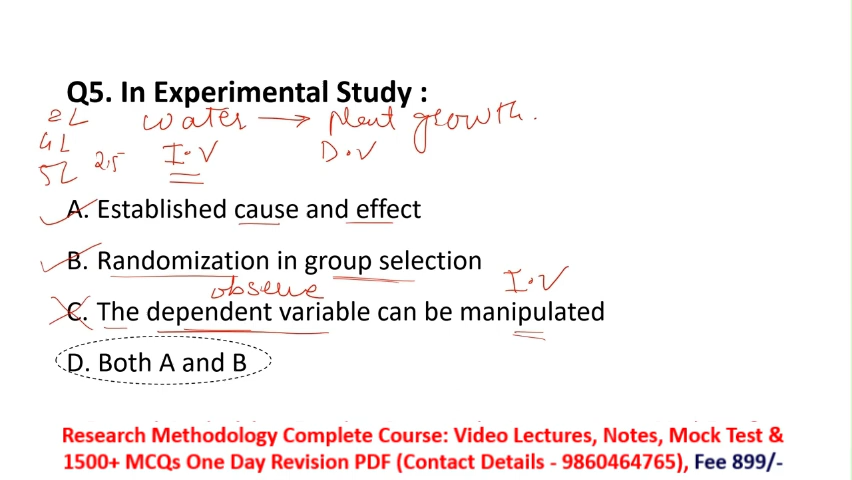 Q5. In Experimental Study :
2L water → Plant growth.
4L I.V D.V
5L 2.5
A. Established cause and effect
B. Randomization in group selection
observe I.V
C. The dependent variable can be manipulated
D. Both A and B
Research Methodology Complete Course: Video Lectures, Notes, Mock Test &
1500+ MCQs One Day Revision PDF (Contact Details - 9860464765), Fee 899/-